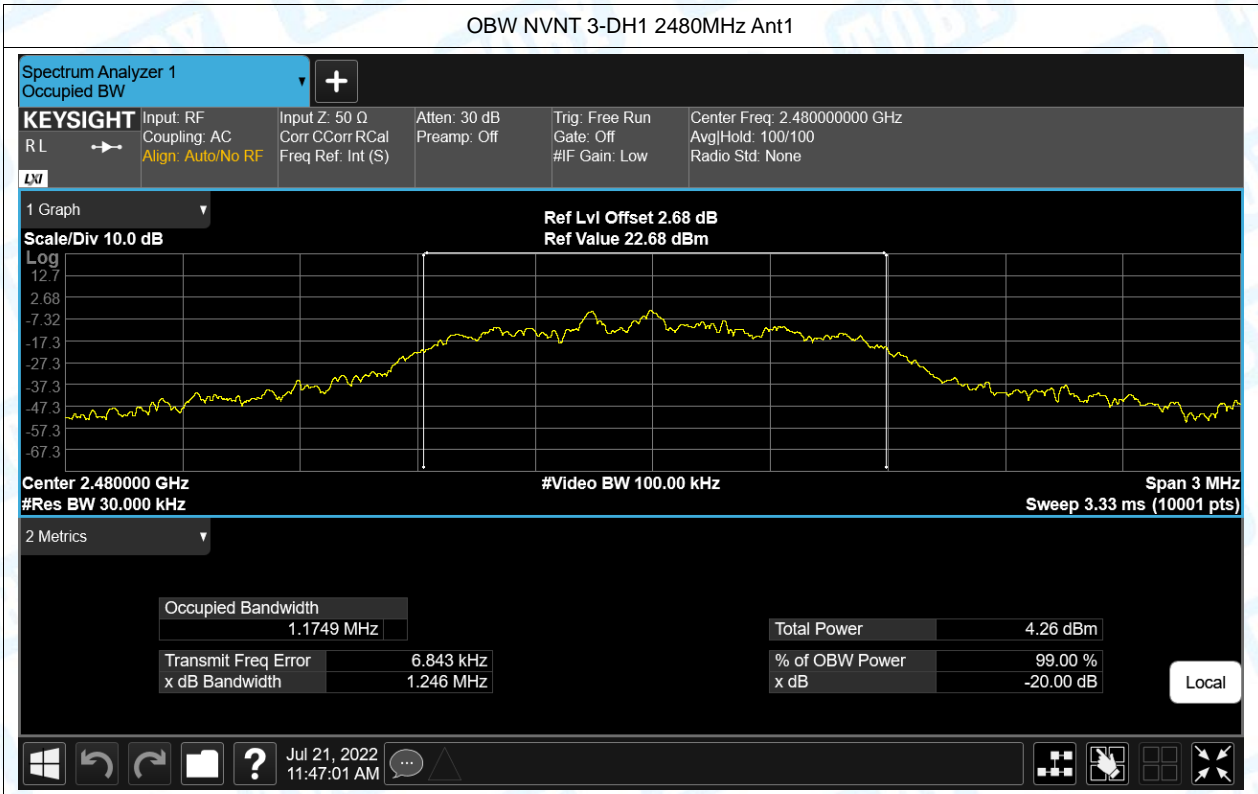 OBW NVNT 3-DH1 2480MHz Ant1
Spectrum Analyzer 1
Occupied BW
+
KEYSIGHT
R L
LXI
Input: RF
Coupling: AC
Align: Auto/No RF
Input Z: 50 Ω
Corr CCorr RCal
Freq Ref: Int (S)
Atten: 30 dB
Preamp: Off
Trig: Free Run
Gate: Off
#IF Gain: Low
Center Freq: 2.480000000 GHz
Avg|Hold: 100/100
Radio Std: None
1 Graph
Scale/Div 10.0 dB
Ref Lvl Offset 2.68 dB
Ref Value 22.68 dBm
Log
12.7
2.68
-7.32
-17.3
-27.3
-37.3
-47.3
-57.3
-67.3
Center 2.480000 GHz
#Res BW 30.000 kHz
#Video BW 100.00 kHz
Span 3 MHz
Sweep 3.33 ms (10001 pts)
2 Metrics
Occupied Bandwidth
1.1749 MHz
Transmit Freq Error 6.843 kHz
x dB Bandwidth 1.246 MHz
Total Power 4.26 dBm
% of OBW Power 99.00 %
x dB -20.00 dB
Local
?
Jul 21, 2022
11:47:01 AM